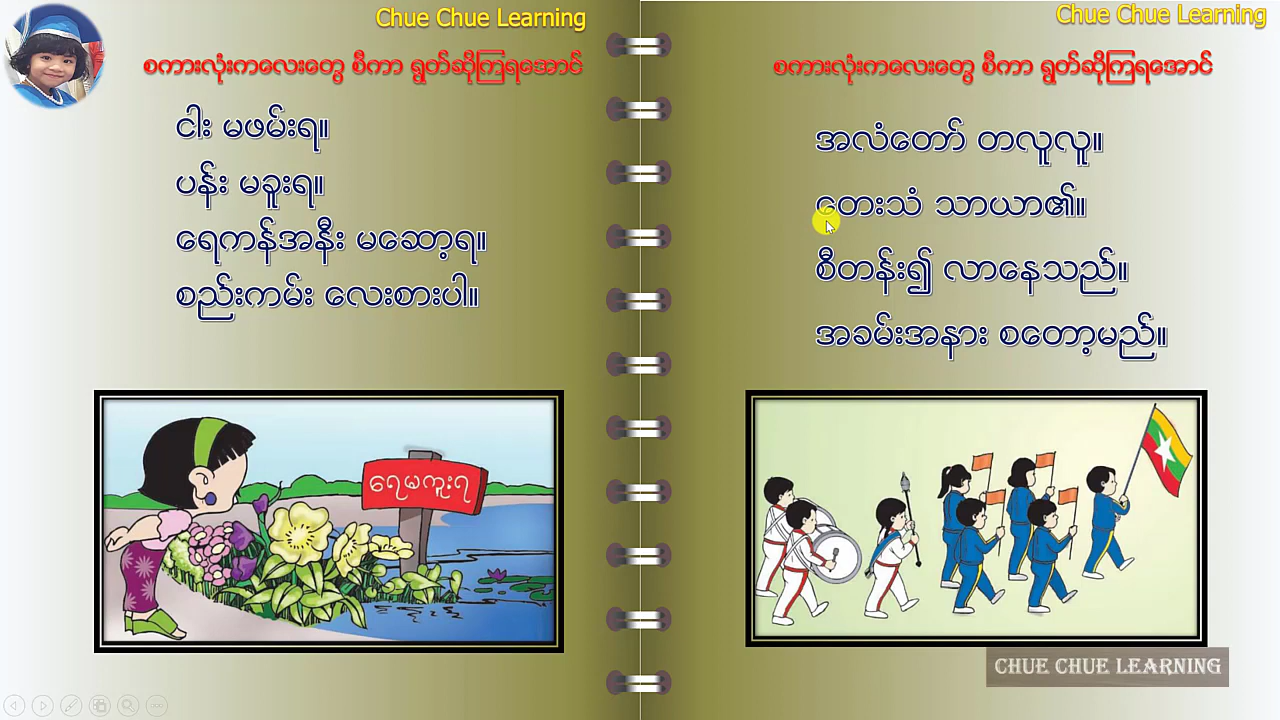 Chue Chue Learning
စကားလုံးကလေးတွေ စီကာ ရွတ်ဆိုကြရအောင်
ငါး မဖမ်းရ။
ပန်း မခူးရ။
ရေကန်အနီး မဆော့ရ။
စည်းကမ်း လေးစားပါ။
ရေမကူးရ
Chue Chue Learning
စကားလုံးကလေးတွေ စီကာ ရွတ်ဆိုကြရအောင်
အလံတော် တလူလူ။
တေးသံ သာယာ၏။
စီတန်း၍ လာနေသည်။
အခမ်းအနား စတော့မည်။
CHUE CHUE LEARNING